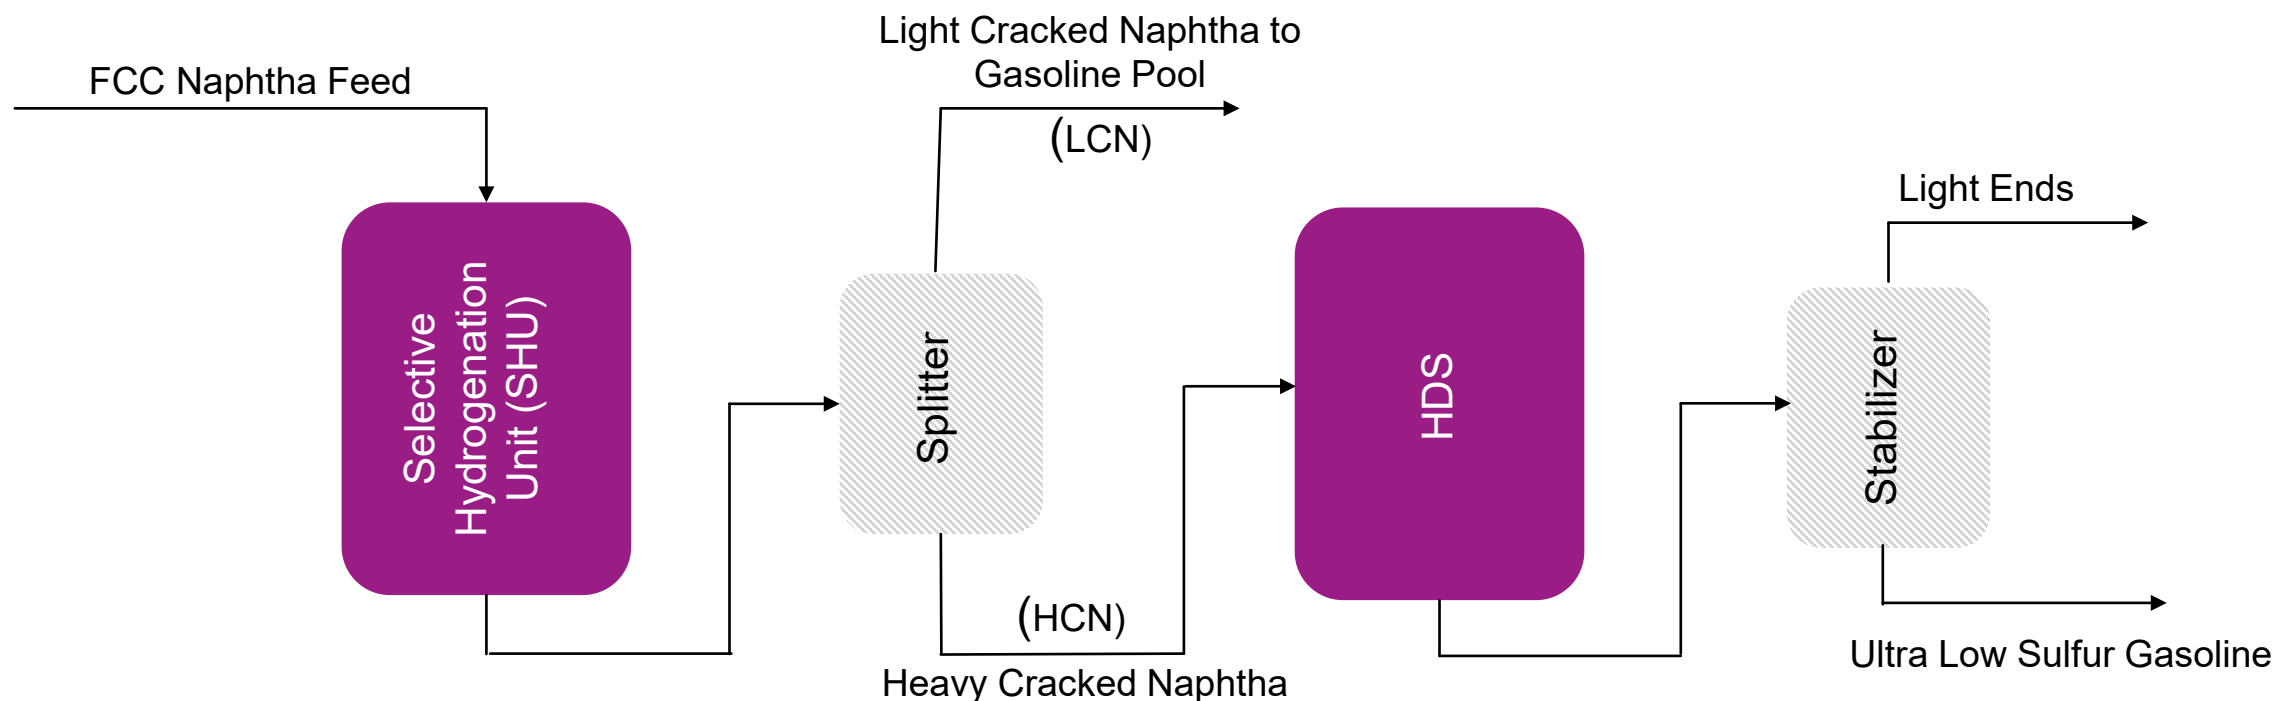 FCC Naphtha Feed
Selective
Hydrogenation
Unit (SHU)
Light Cracked Naphtha to
Gasoline Pool
(LCN)
Splitter
(HCN)
Heavy Cracked Naphtha
HDS
Light Ends
Stabilizer
Ultra Low Sulfur Gasoline